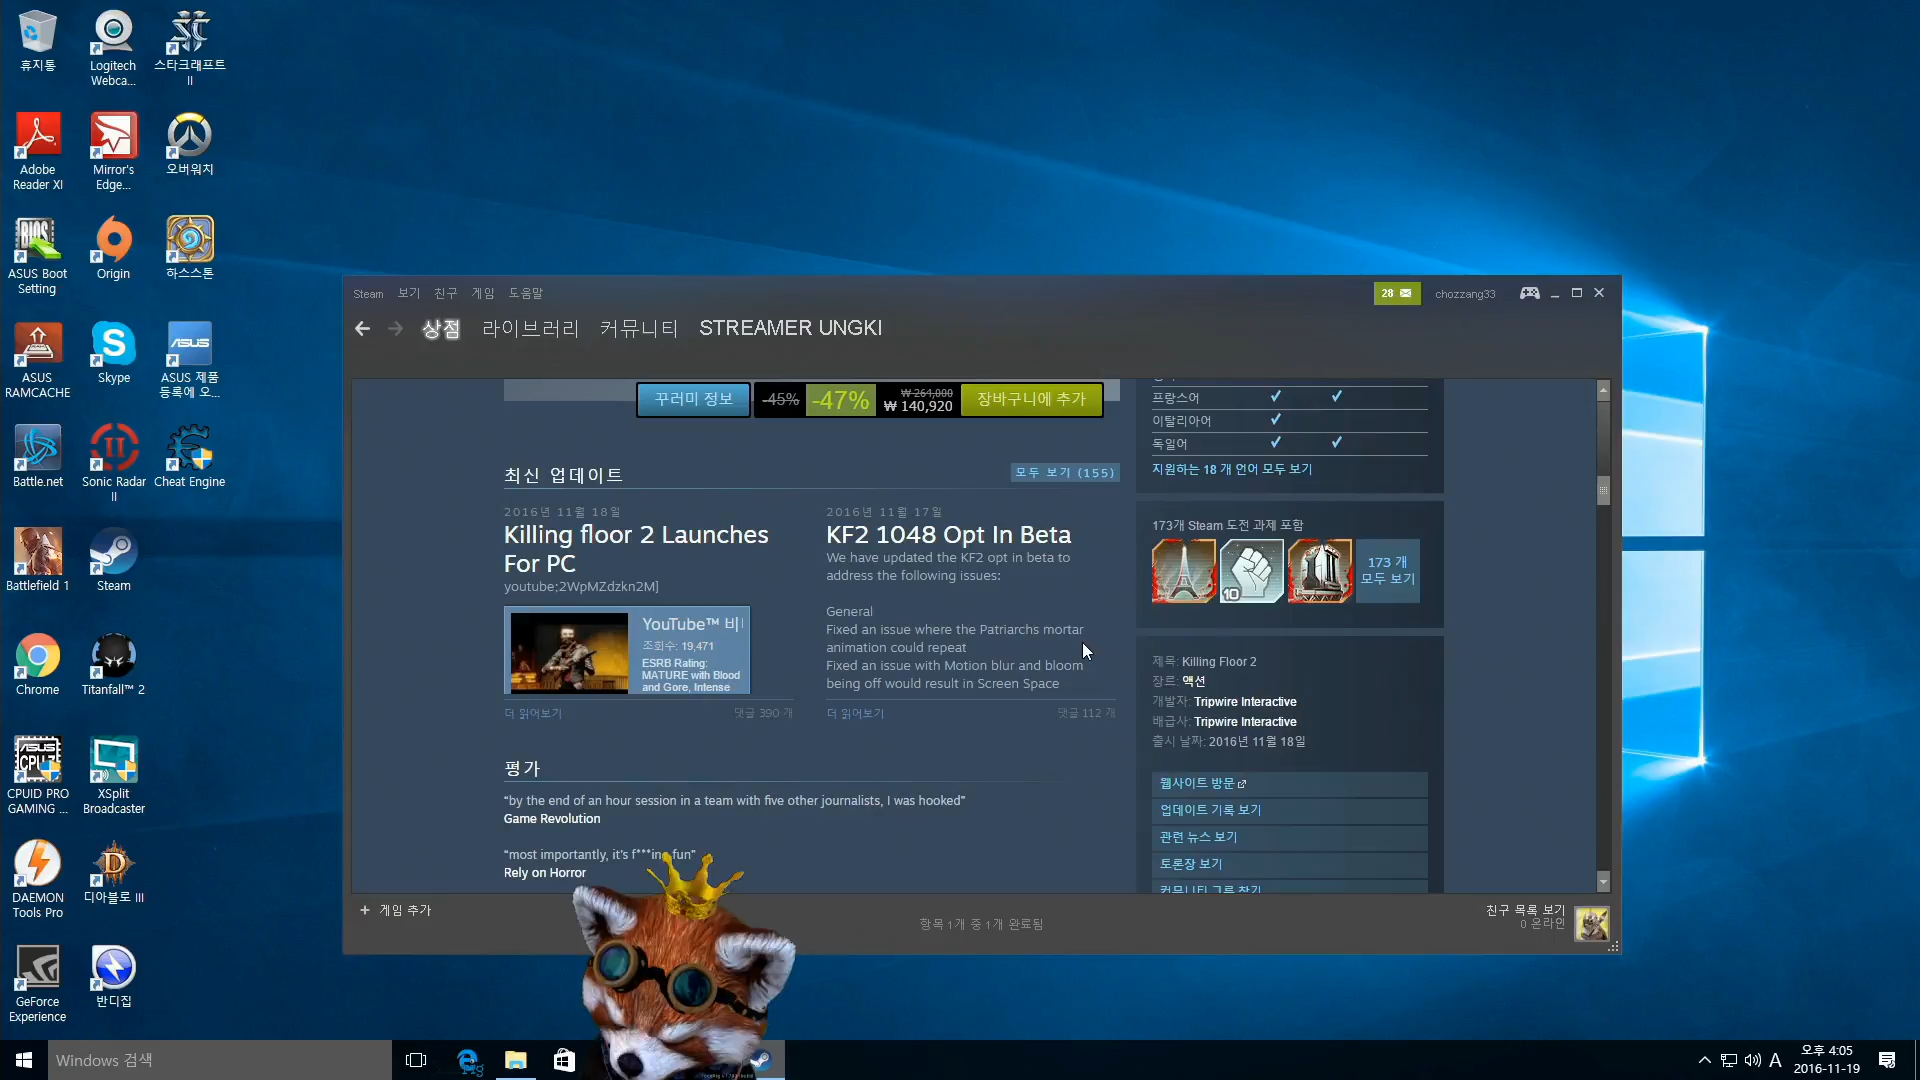 휴지통
Logitech
Webca...
스타크래프트
II
Adobe
Reader XI
Mirror's
Edge...
오버워치
BIOS
ASUS Boot
Setting
Origin
하스스톤
ASUS
RAMCACHE
Skype
ASUS
ASUS 제품
등록에 오...
Battle.net
Sonic Radar
II
Cheat Engine
Battlefield 1
Steam
Chrome
Titanfall™ 2
ASUS
CPUZ
CPUID PRO
GAMING ...
XSplit
Broadcaster
DAEMON
Tools Pro
디아블로 III
GeForce
Experience
반디집
Steam 보기 친구 게임 도움말
28
chozzang33
상점 라이브러리 커뮤니티 STREAMER UNGKI
꾸러미 정보
-45%
-47%
₩ 264,000
₩ 140,920
장바구니에 추가
프랑스어
이탈리아어
독일어
지원하는 18 개 언어 모두 보기
최신 업데이트
모두 보기 (155)
2016년 11월 18일
Killing floor 2 Launches
For PC
youtube;2WpMZdzkn2M]
YouTube™ 비
조회수: 19,471
ESRB Rating:
MATURE with Blood
and Gore, Intense
더 읽어보기
댓글 390 개
2016년 11월 17일
KF2 1048 Opt In Beta
We have updated the KF2 opt in beta to
address the following issues:
General
Fixed an issue where the Patriarchs mortar
animation could repeat
Fixed an issue with Motion blur and bloom
being off would result in Screen Space
더 읽어보기
댓글 112 개
173개 Steam 도전 과제 포함
10
173 개
모두 보기
제목: Killing Floor 2
장르: 액션
개발자: Tripwire Interactive
배급사: Tripwire Interactive
출시 날짜: 2016년 11월 18일
웹사이트 방문
업데이트 기록 보기
관련 뉴스 보기
토론장 보기
커뮤니티 그룹 찾기
평가
“by the end of an hour session in a team with five other journalists, I was hooked”
Game Revolution
“most importantly, it's f***ing fun”
Rely on Horror
+ 게임 추가
항목 1개 중 1개 완료됨
친구 목록 보기
0 온라인
Windows 검색
A
오후 4:05
2016-11-19